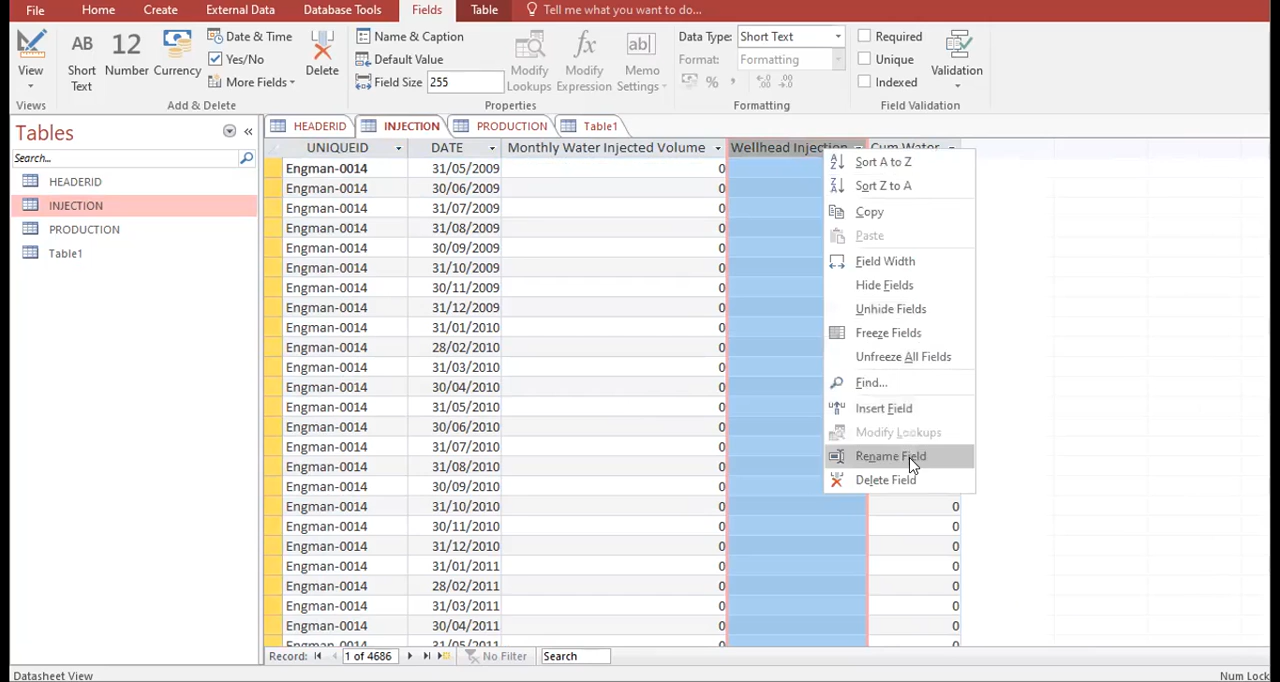 File Home Create External Data Database Tools Fields Table Tell me what you want to do...
View
Views
AB Short Text
12 Number
Currency
Date & Time
Yes/No
More Fields
Delete
Add & Delete
Name & Caption
Default Value
Field Size 255
Modify Lookups
fx Modify Expression
ab Memo Settings
Properties
Data Type: Short Text
Format: Formatting
%
Formatting
Required
Unique
Indexed
Validation
Field Validation
Tables
Search...
HEADERID
INJECTION
PRODUCTION
Table1
HEADERID INJECTION PRODUCTION Table1
UNIQUEID DATE Monthly Water Injected Volume Wellhead Injection Cum Water
Engman-0014 31/05/2009 0
Engman-0014 30/06/2009 0
Engman-0014 31/07/2009 0
Engman-0014 31/08/2009 0
Engman-0014 30/09/2009 0
Engman-0014 31/10/2009 0
Engman-0014 30/11/2009 0
Engman-0014 31/12/2009 0
Engman-0014 31/01/2010 0
Engman-0014 28/02/2010 0
Engman-0014 31/03/2010 0
Engman-0014 30/04/2010 0
Engman-0014 31/05/2010 0
Engman-0014 30/06/2010 0
Engman-0014 31/07/2010 0
Engman-0014 31/08/2010 0
Engman-0014 30/09/2010 0
Engman-0014 31/10/2010 0 0
Engman-0014 30/11/2010 0 0
Engman-0014 31/12/2010 0 0
Engman-0014 31/01/2011 0 0
Engman-0014 28/02/2011 0 0
Engman-0014 31/03/2011 0 0
Engman-0014 30/04/2011 0 0
Engman-0014 31/05/2011 0 0
Sort A to Z
Sort Z to A
Copy
Paste
Field Width
Hide Fields
Unhide Fields
Freeze Fields
Unfreeze All Fields
Find...
Insert Field
Modify Lookups
Rename Field
Delete Field
Record: 1 of 4686 No Filter Search
Datasheet View Num Lock